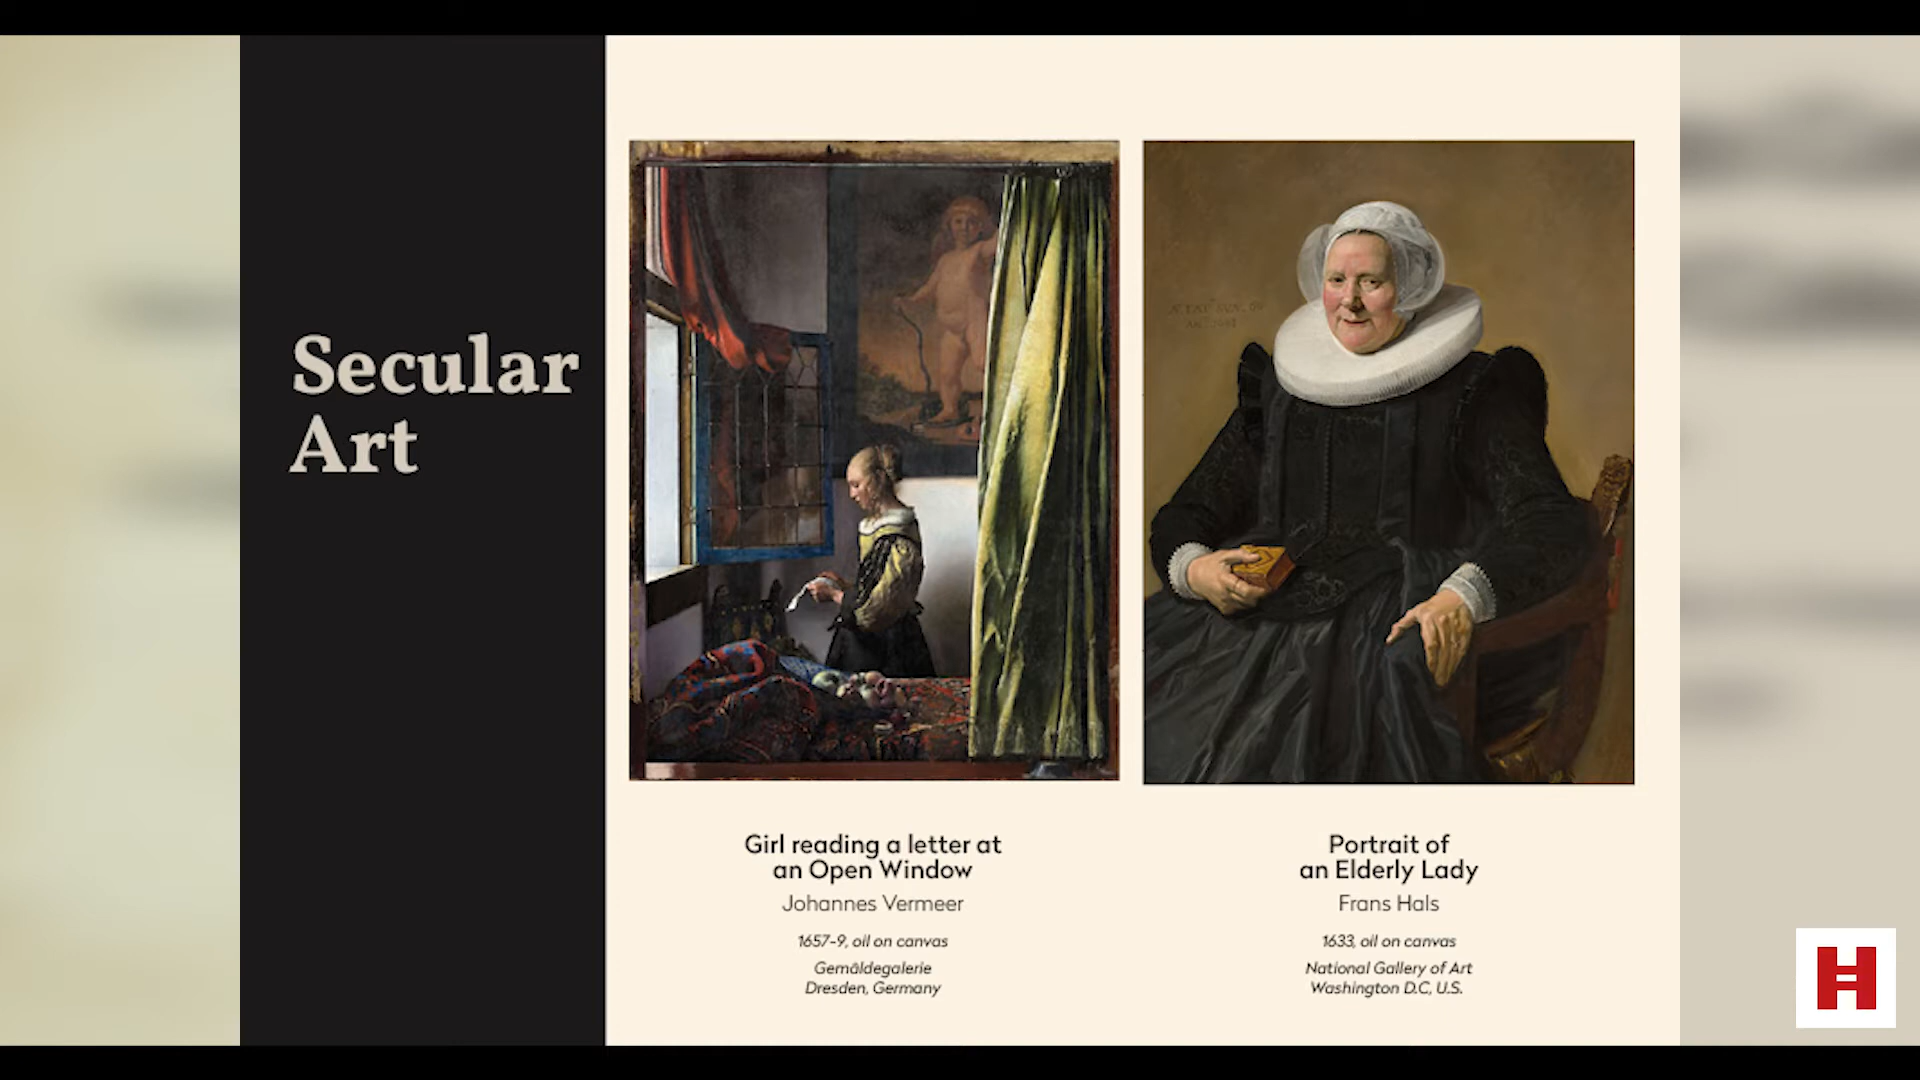 Secular
Art
Girl reading a letter at
an Open Window
Johannes Vermeer
1657-9, oil on canvas
Gemäldegalerie
Dresden, Germany
Portrait of
an Elderly Lady
Frans Hals
1633, oil on canvas
National Gallery of Art
Washington D.C, U.S.
H